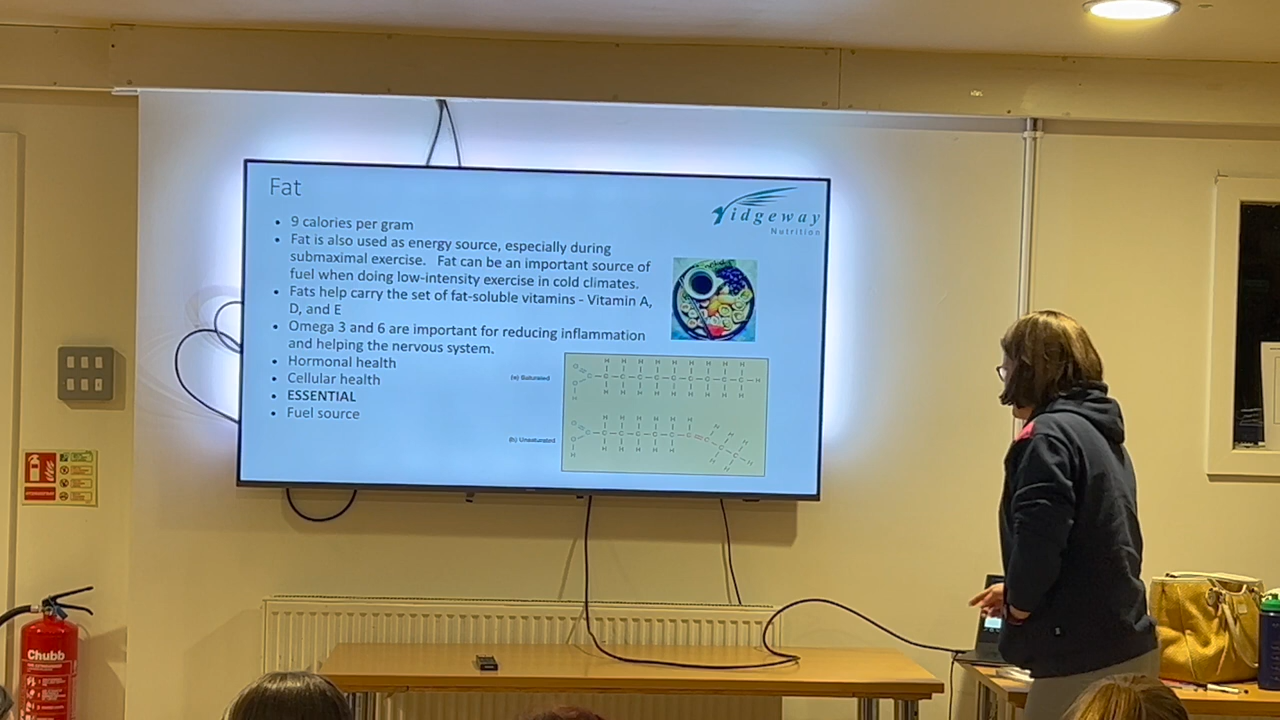 Fat
Ridgeway
Nutrition
• 9 calories per gram
• Fat is also used as energy source, especially during
submaximal exercise. Fat can be an important source of
fuel when doing low-intensity exercise in cold climates.
• Fats help carry the set of fat-soluble vitamins - Vitamin A,
D, and E
• Omega 3 and 6 are important for reducing inflammation
and helping the nervous system.
• Hormonal health
• Cellular health
• ESSENTIAL
• Fuel source
(a) Saturated
(b) Unsaturated
Chubb